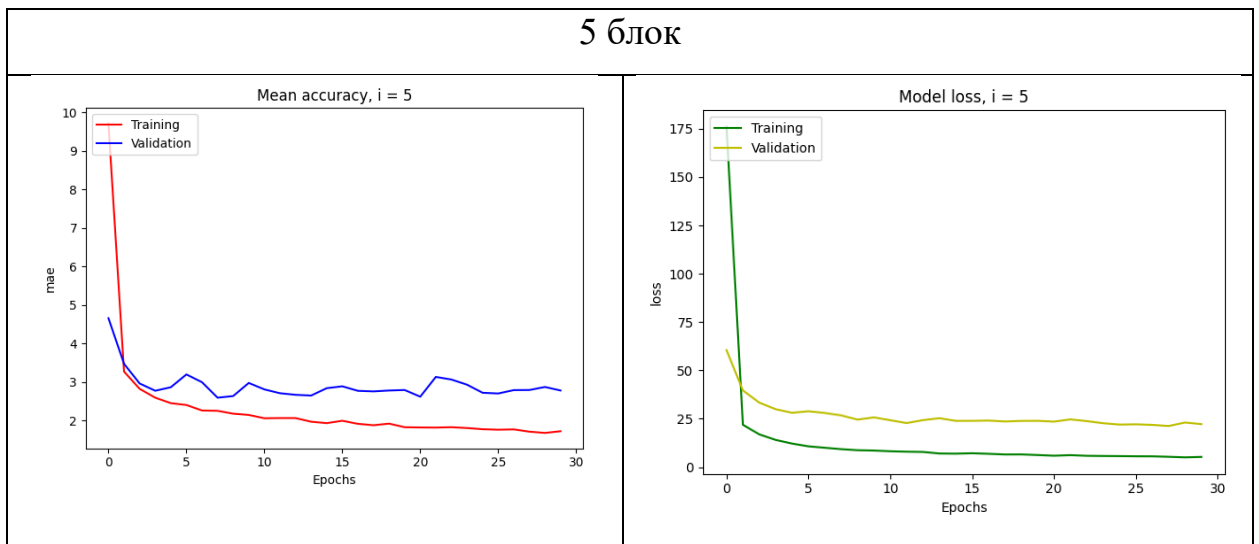 5 блок
Mean accuracy, i = 5
Training
Validation
10
9
8
7
6
5
4
3
2
mae
0
5
10
15
20
25
30
Epochs
Model loss, i = 5
Training
Validation
175
150
125
100
75
50
25
0
loss
0
5
10
15
20
25
30
Epochs